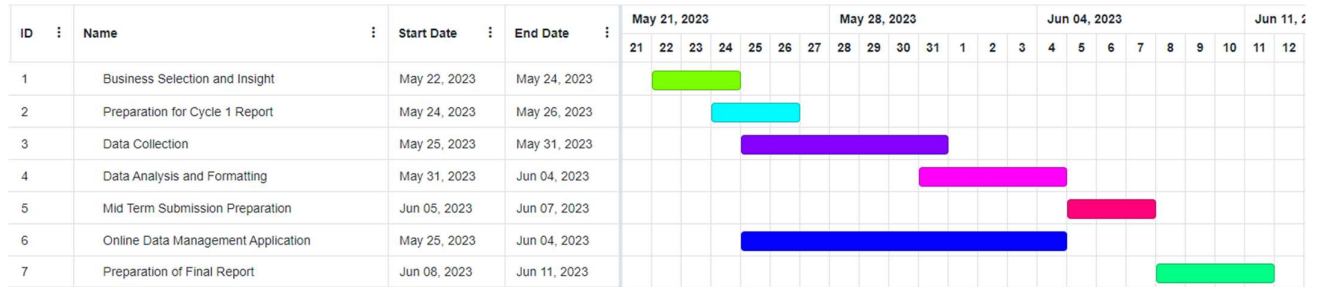 May 21, 2023 May 28, 2023 Jun 04, 2023 Jun 11, 2
ID Name Start Date End Date
21 22 23 24 25 26 27 28 29 30 31 1 2 3 4 5 6 7 8 9 10 11 12
1 Business Selection and Insight May 22, 2023 May 24, 2023
2 Preparation for Cycle 1 Report May 24, 2023 May 26, 2023
3 Data Collection May 25, 2023 May 31, 2023
4 Data Analysis and Formatting May 31, 2023 Jun 04, 2023
5 Mid Term Submission Preparation Jun 05, 2023 Jun 07, 2023
6 Online Data Management Application May 25, 2023 Jun 04, 2023
7 Preparation of Final Report Jun 08, 2023 Jun 11, 2023